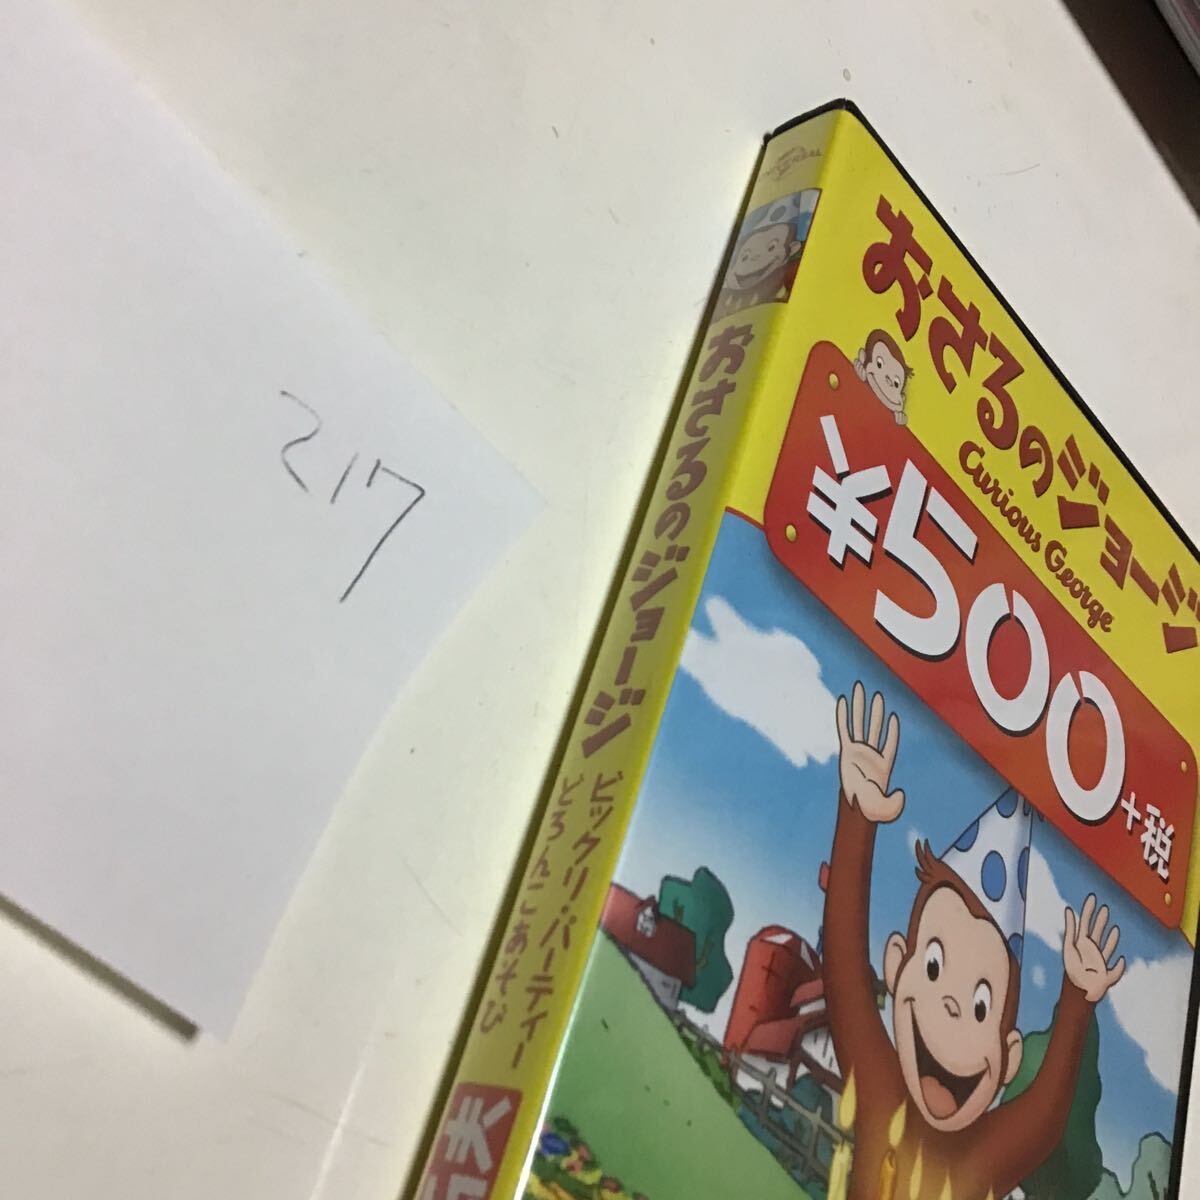 217
UNIVERSAL
おさるのジョージ
ビックリ・パーティー
どろんこあそび
おさるのジョージ
Curious George
¥500+税